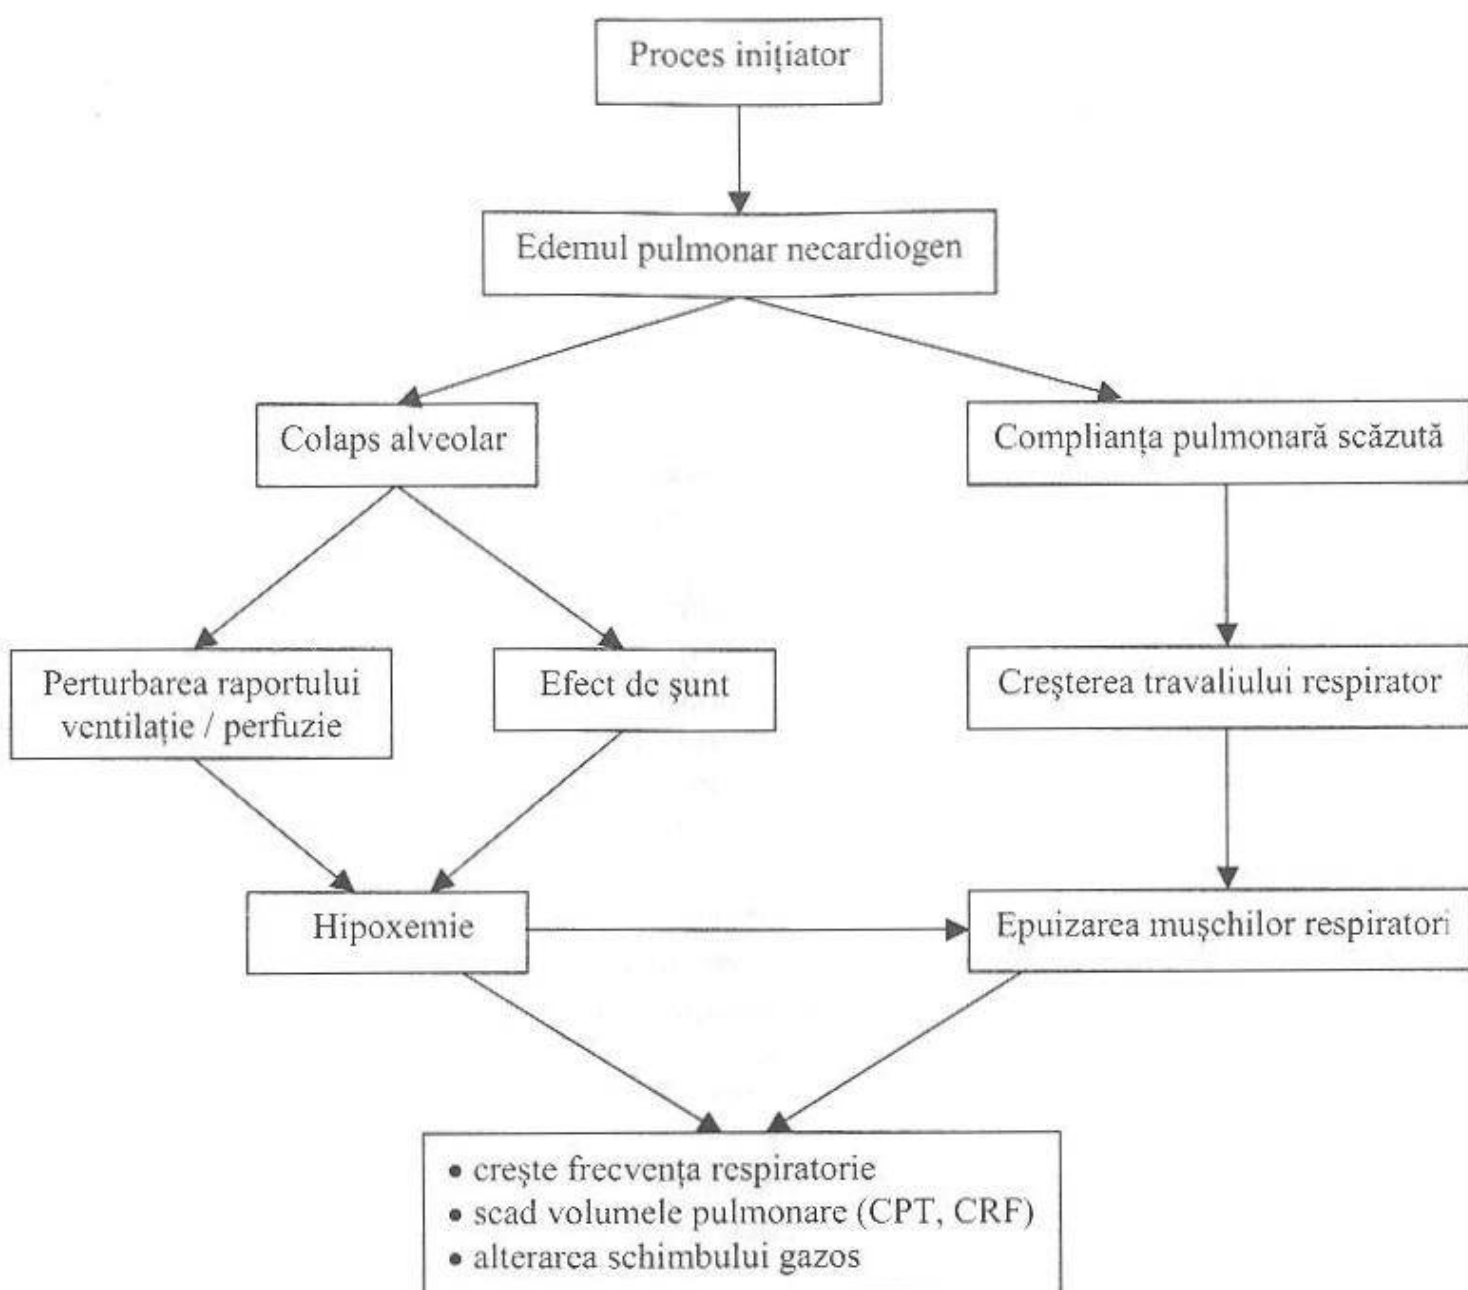 Proces inițiator
Edemul pulmonar necardiogen
Colaps alveolar
Complianța pulmonară scăzută
Perturbarea raportului
ventilație / perfuzie
Efect de șunt
Creșterea travaliului respirator
Hipoxemie
Epuizarea mușchilor respiratori
• crește frecvența respiratorie
• scad volumele pulmonare (CPT, CRF)
• alterarea schimbului gazos